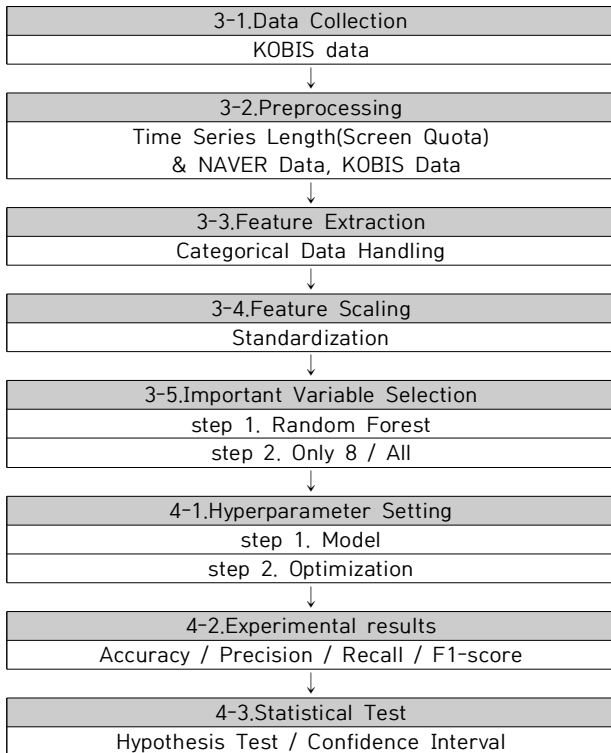 3-1.Data Collection
KOBIS data
↓
3-2.Preprocessing
Time Series Length(Screen Quota)
& NAVER Data, KOBIS Data
↓
3-3.Feature Extraction
Categorical Data Handling
↓
3-4.Feature Scaling
Standardization
↓
3-5.Important Variable Selection
step 1. Random Forest
step 2. Only 8 / All
↓
4-1.Hyperparameter Setting
step 1. Model
step 2. Optimization
↓
4-2.Experimental results
Accuracy / Precision / Recall / F1-score
↓
4-3.Statistical Test
Hypothesis Test / Confidence Interval